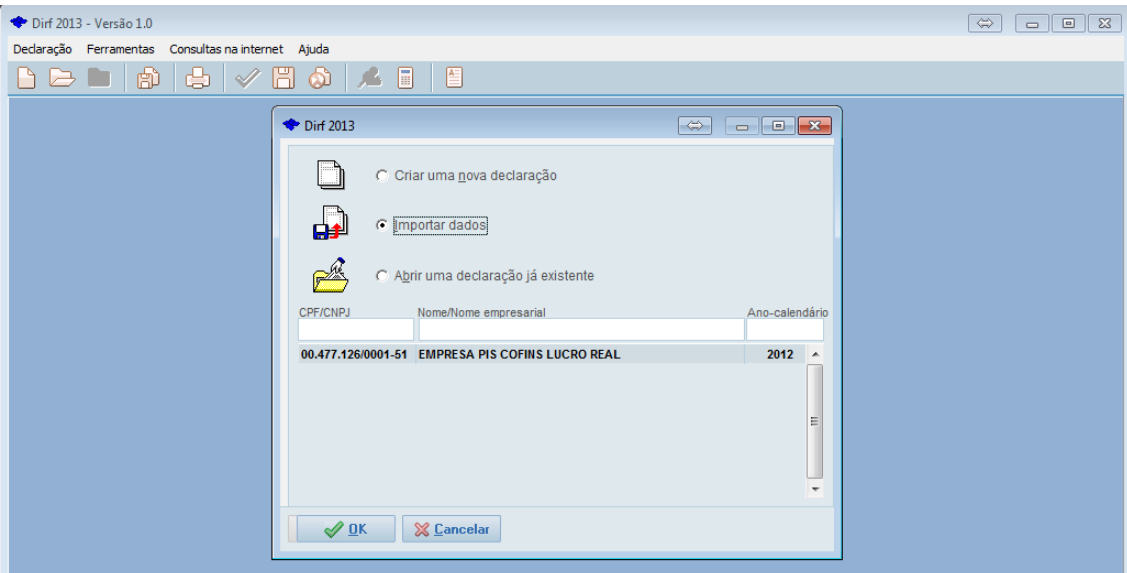 Dirf 2013 - Versão 1.0
Declaração Ferramentas Consultas na internet Ajuda
Dirf 2013
Criar uma nova declaração
Importar dados
Abrir uma declaração já existente
CPF/CNPJ Nome/Nome empresarial Ano-calendário
00.477.126/0001-51 EMPRESA PIS COFINS LUCRO REAL 2012
OK Cancelar